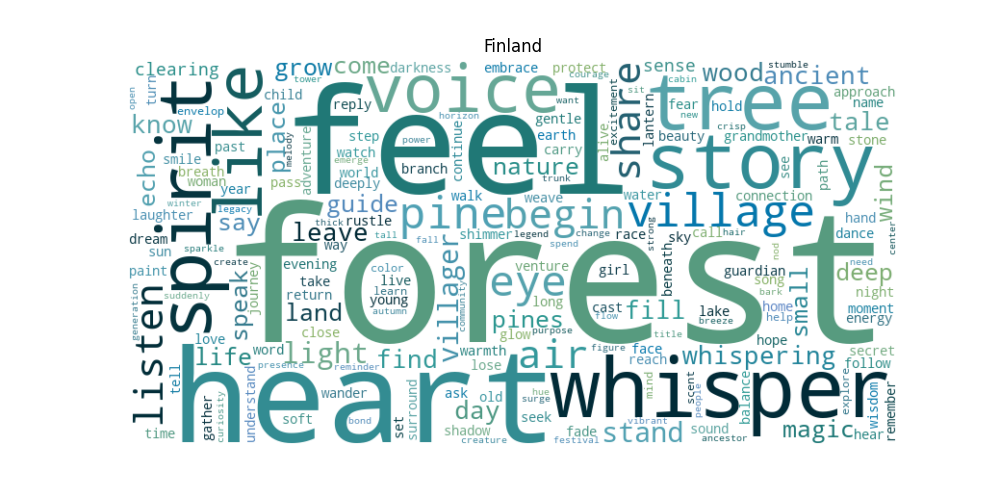 Finland
clearing
grow
come
darkness
embrace
protect
courage
sense
stumble
wood
ancient
open
turn
envelop
child
tower
reply
voice
want
excitement
share
lantern
tree
fear
new
cabin
sit
hold
crisp
approach
name
tale
know
spirit
like
place
melody
adventure
feel
horizon
gentle
earth
carry
alive
beauty
grandmother
warm
stone
echo
past
smile
breath
woman
year
step
watch
world
power
continue
branch
nature
trunk
story
see
path
winter
legacy
pass
emerge
deeply
walk
weave
water
connection
wind
laughter
say
guide
pine
begin
village
hand
dance
center
dream
sun
sparkle
leave
thick
rustle
tall
way
fall
shimmer
legend
spend
change
race
strong
sky
call
hair
nod
need
paint
create
journey
forest
evening
take
return
color
live
learn
young
autumn
villager
community
eye
venture
long
girl
beneath
guardian
song
bark
deep
night
generation
suddenly
listen
speak
land
close
pines
glow
purpose
cast
flow
fill
lake
breeze
home
help
small
moment
energy
love
life
word
light
find
warmth
lose
air
figure
face
reach
title
whispering
hope
secret
follow
tell
presence
reminder
understand
heart
wander
surround
ask
old
hue
surge
whisper
mind
scent
people
balance
explore
wisdom
remember
time
gather
curiosity
soft
bond
set
day
shadow
creature
seek
festival
fade
stand
vibrant
sound
ancestor
magic
hear